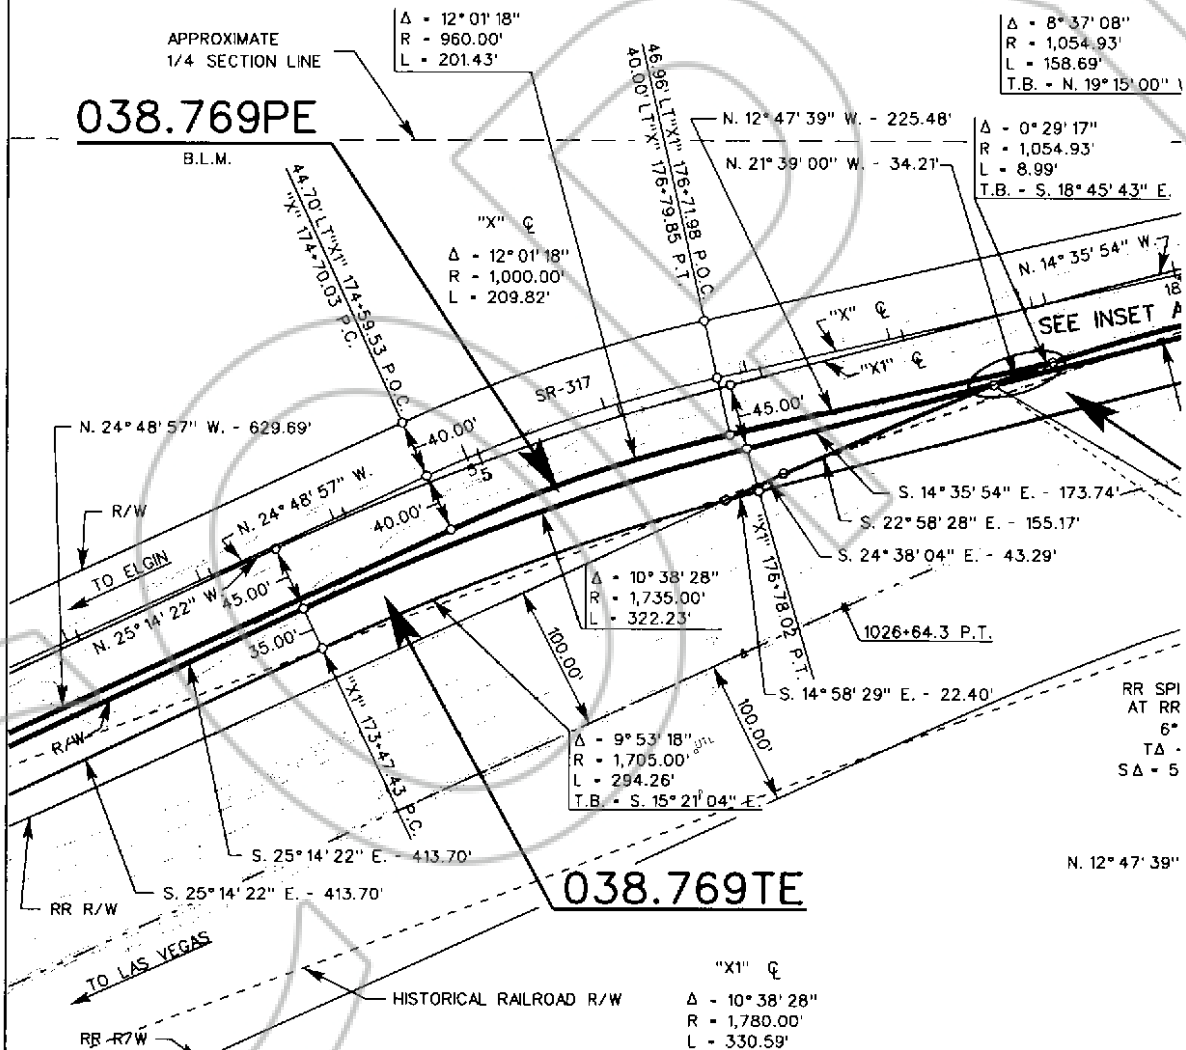 Δ = 12° 01' 18"
R = 960.00'
L = 201.43'
Δ = 8° 37' 08"
R = 1,054.93'
L = 158.69'
T.B. = N. 19° 15' 00"
APPROXIMATE
1/4 SECTION LINE
038.769PE
B.L.M.
46.96' LT "X1" 176+71.98 P.O.C.
40.00' LT "X" 176+79.85 P.T.
N. 12° 47' 39" W. - 225.48'
N. 21° 39' 00" W. - 34.21'
Δ = 0° 29' 17"
R = 1,054.93'
L = 8.99'
T.B. = S. 18° 45' 43" E.
44.70' LT "X1" 174+59.53 P.O.C.
"X" 174+70.03 P.C.
"X" ℄
Δ = 12° 01' 18"
R = 1,000.00'
L = 209.82'
N. 14° 35' 54" W.
18
SEE INSET A
"X" ℄
"X1" ℄
SR-317
45.00'
N. 24° 48' 57" W. - 629.69'
40.00'
N. 24° 48' 57" W.
5
40.00'
R/W
S. 14° 35' 54" E. - 173.74'
S. 22° 58' 28" E. - 155.17'
S. 24° 38' 04" E. - 43.29'
TO ELGIN
45.00'
N. 25° 14' 22" W.
35.00'
Δ = 10° 38' 28"
R = 1,735.00'
L = 322.23'
"X1" 176+78.02 P.T.
1026+64.3 P.T.
100.00'
S. 14° 58' 29" E. - 22.40'
100.00'
RR SPI
AT RR
6°
TΔ =
SΔ = 5
R/W
"X1" 173+47.43 P.C.
Δ = 9° 53' 18"
R = 1,705.00'
L = 294.26'
T.B. = S. 15° 21' 04" E.
UTL
S. 25° 14' 22" E. - 413.70'
S. 25° 14' 22" E. - 413.70'
RR R/W
038.769TE
N. 12° 47' 39"
TO LAS VEGAS
HISTORICAL RAILROAD R/W
RR R/W
"X1" ℄
Δ = 10° 38' 28"
R = 1,780.00'
L = 330.59'